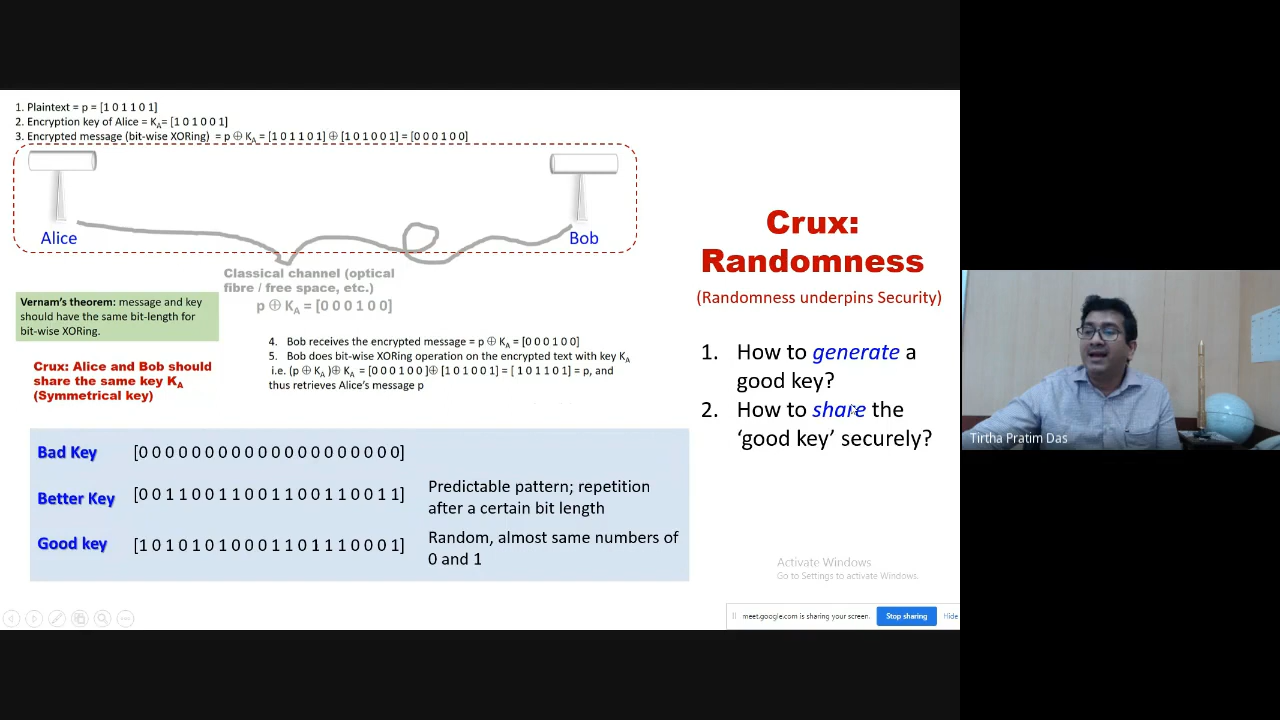 1. Plaintext = p = [1 0 1 1 0 1]
2. Encryption key of Alice = KA= [1 0 1 0 0 1]
3. Encrypted message (bit-wise XORing) = p ⊕ KA = [1 0 1 1 0 1] ⊕ [1 0 1 0 0 1] = [0 0 0 1 0 0]
Alice
Bob
Classical channel (optical
fibre / free space, etc.)
p ⊕ KA = [0 0 0 1 0 0]
Vernam's theorem: message and key
should have the same bit-length for
bit-wise XORing.
Crux: Alice and Bob should
share the same key KA
(Symmetrical key)
4. Bob receives the encrypted message = p ⊕ KA = [0 0 0 1 0 0]
5. Bob does bit-wise XORing operation on the encrypted text with key KA
i.e. (p ⊕ KA )⊕ KA = [0 0 0 1 0 0 ]⊕ [1 0 1 0 0 1] = [ 1 0 1 1 0 1] = p, and
thus retrieves Alice's message p
Bad Key [0 0 0 0 0 0 0 0 0 0 0 0 0 0 0 0 0 0 0 0]
Better Key [0 0 1 1 0 0 1 1 0 0 1 1 0 0 1 1 0 0 1 1]
Predictable pattern; repetition
after a certain bit length
Good key [1 0 1 0 1 0 1 0 0 0 1 1 0 1 1 1 0 0 0 1]
Random, almost same numbers of
0 and 1
Crux:
Randomness
(Randomness underpins Security)
1. How to generate a
good key?
2. How to share the
‘good key’ securely?
Activate Windows
Go to Settings to activate Windows.
meet.google.com is sharing your screen.
Stop sharing
Hide
Tirtha Pratim Das